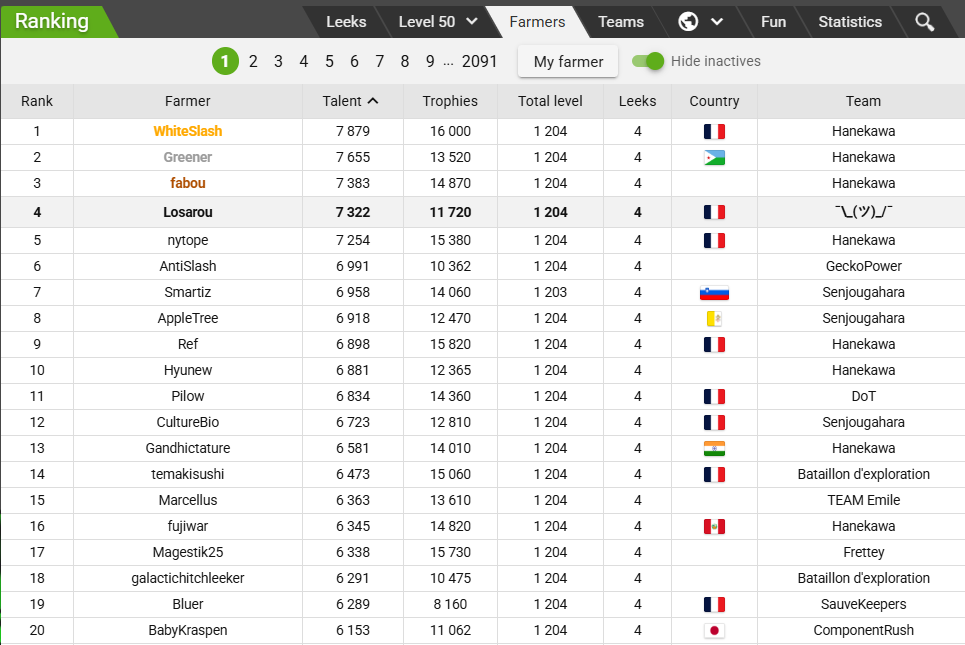 Ranking Leeks Level 50 Farmers Teams Fun Statistics
1 2 3 4 5 6 7 8 9 ... 2091 My farmer Hide inactives
Rank Farmer Talent Trophies Total level Leeks Country Team
1 WhiteSlash 7 879 16 000 1 204 4 Hanekawa
2 Greener 7 655 13 520 1 204 4 Hanekawa
3 fabou 7 383 14 870 1 204 4 Hanekawa
4 Losarou 7 322 11 720 1 204 4 ¯\_(ツ)_/¯
5 nytope 7 254 15 380 1 204 4 Hanekawa
6 AntiSlash 6 991 10 362 1 204 4 GeckoPower
7 Smartiz 6 958 14 060 1 203 4 Senjougahara
8 AppleTree 6 918 12 470 1 204 4 Senjougahara
9 Ref 6 898 15 820 1 204 4 Hanekawa
10 Hyunew 6 881 12 365 1 204 4 Hanekawa
11 Pilow 6 834 14 360 1 204 4 DoT
12 CultureBio 6 723 12 810 1 204 4 Senjougahara
13 Gandhictature 6 581 14 010 1 204 4 Hanekawa
14 temakisushi 6 473 15 060 1 204 4 Bataillon d'exploration
15 Marcellus 6 363 13 610 1 204 4 TEAM Emile
16 fujiwar 6 345 14 820 1 204 4 Hanekawa
17 Magestik25 6 338 15 730 1 204 4 Frettey
18 galactichitchleeker 6 291 10 475 1 204 4 Bataillon d'exploration
19 Bluer 6 289 8 160 1 204 4 SauveKeepers
20 BabyKraspen 6 153 11 062 1 204 4 ComponentRush